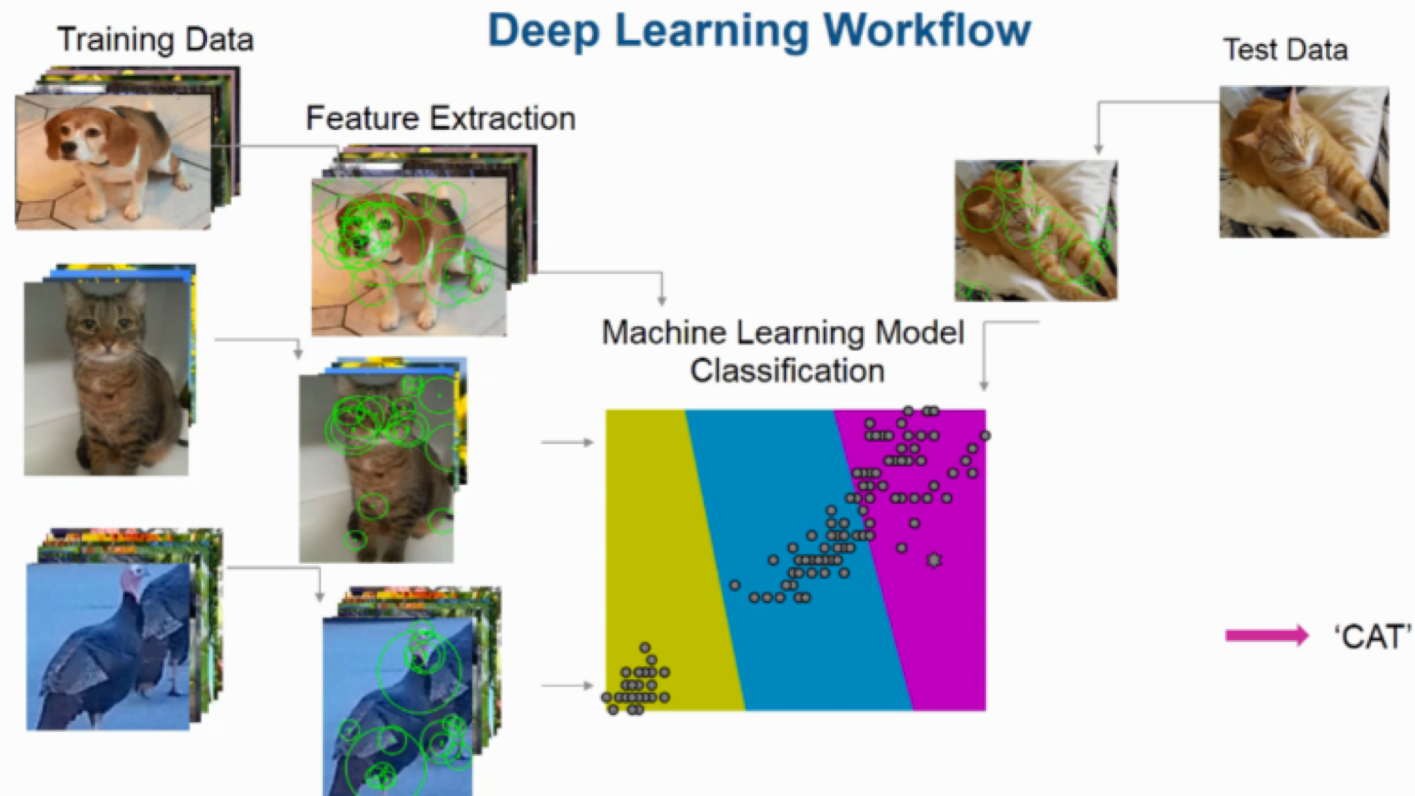 Deep Learning Workflow
Training Data
Test Data
Feature Extraction
Machine Learning Model
Classification
'CAT'